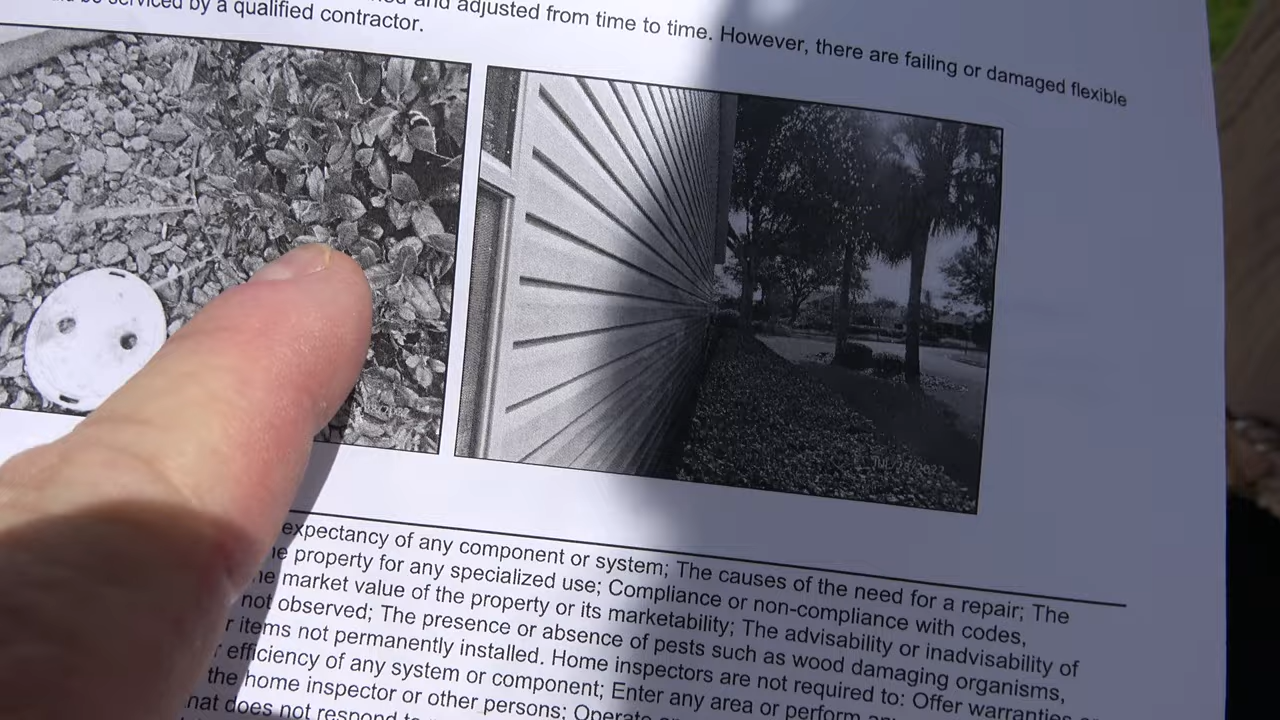 and adjusted from time to time. However, there are failing or damaged flexible
be serviced by a qualified contractor.
expectancy of any component or system; The causes of the need for a repair; The
property for any specialized use; Compliance or non-compliance with codes,
market value of the property or its marketability; The advisability or inadvisability of
not observed; The presence or absence of pests such as wood damaging organisms,
r items not permanently installed. Home inspectors are not required to: Offer warranties
efficiency of any system or component; Enter any area or perform
the home inspector or other persons; Operate
that does not respond